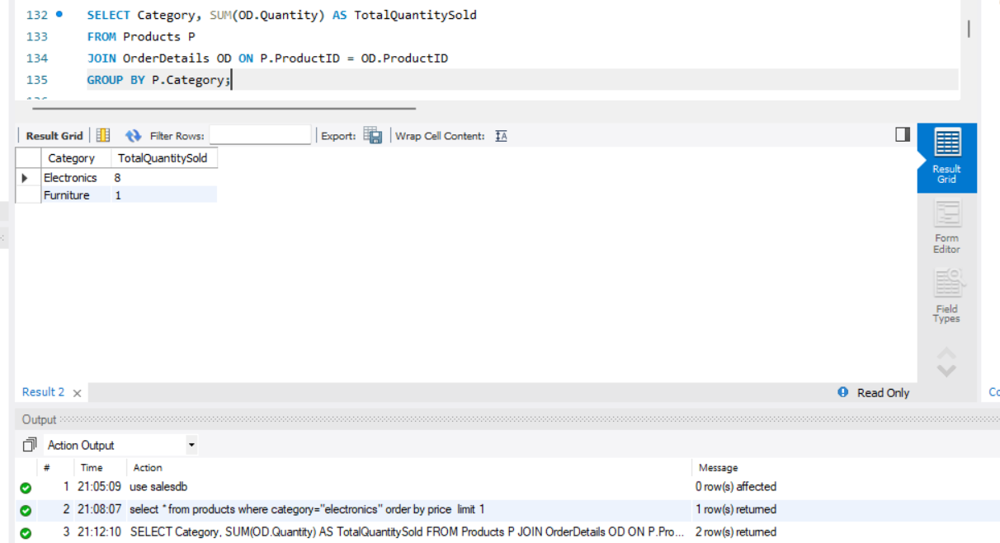 132 SELECT Category, SUM(OD.Quantity) AS TotalQuantitySold
133 FROM Products P
134 JOIN OrderDetails OD ON P.ProductID = OD.ProductID
135 GROUP BY P.Category;
Result Grid Filter Rows: Export: Wrap Cell Content: IA
Category TotalQuantitySold
Electronics 8
Furniture 1
Result
Grid
Form
Editor
Field
Types
Result 2 Read Only
Output
Action Output
# Time Action Message
1 21:05:09 use salesdb 0 row(s) affected
2 21:08:07 select * from products where category="electronics" order by price limit 1 1 row(s) returned
3 21:12:10 SELECT Category, SUM(OD.Quantity) AS TotalQuantitySold FROM Products P JOIN OrderDetails OD ON P.Pro... 2 row(s) returned